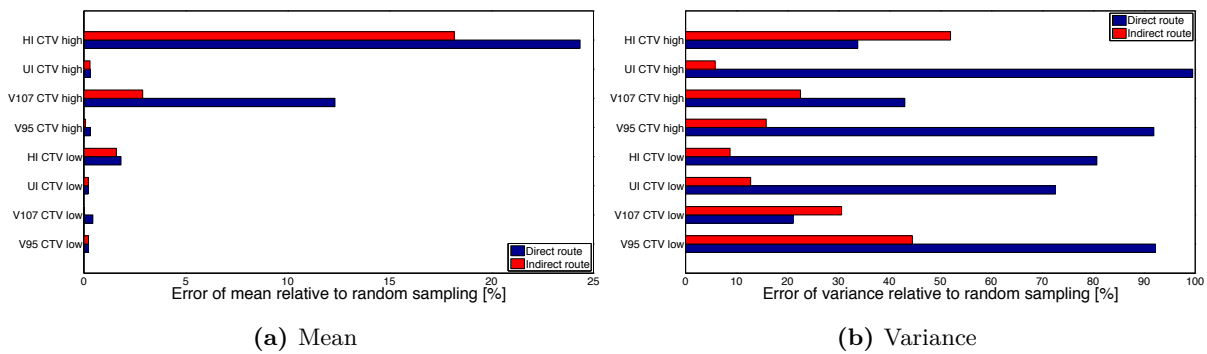 HI CTV high
UI CTV high
V107 CTV high
V95 CTV high
HI CTV low
UI CTV low
V107 CTV low
V95 CTV low
Direct route
Indirect route
0 5 10 15 20 25
Error of mean relative to random sampling [%]
(a) Mean
Direct route
Indirect route
HI CTV high
UI CTV high
V107 CTV high
V95 CTV high
HI CTV low
UI CTV low
V107 CTV low
V95 CTV low
0 10 20 30 40 50 60 70 80 90 100
Error of variance relative to random sampling [%]
(b) Variance